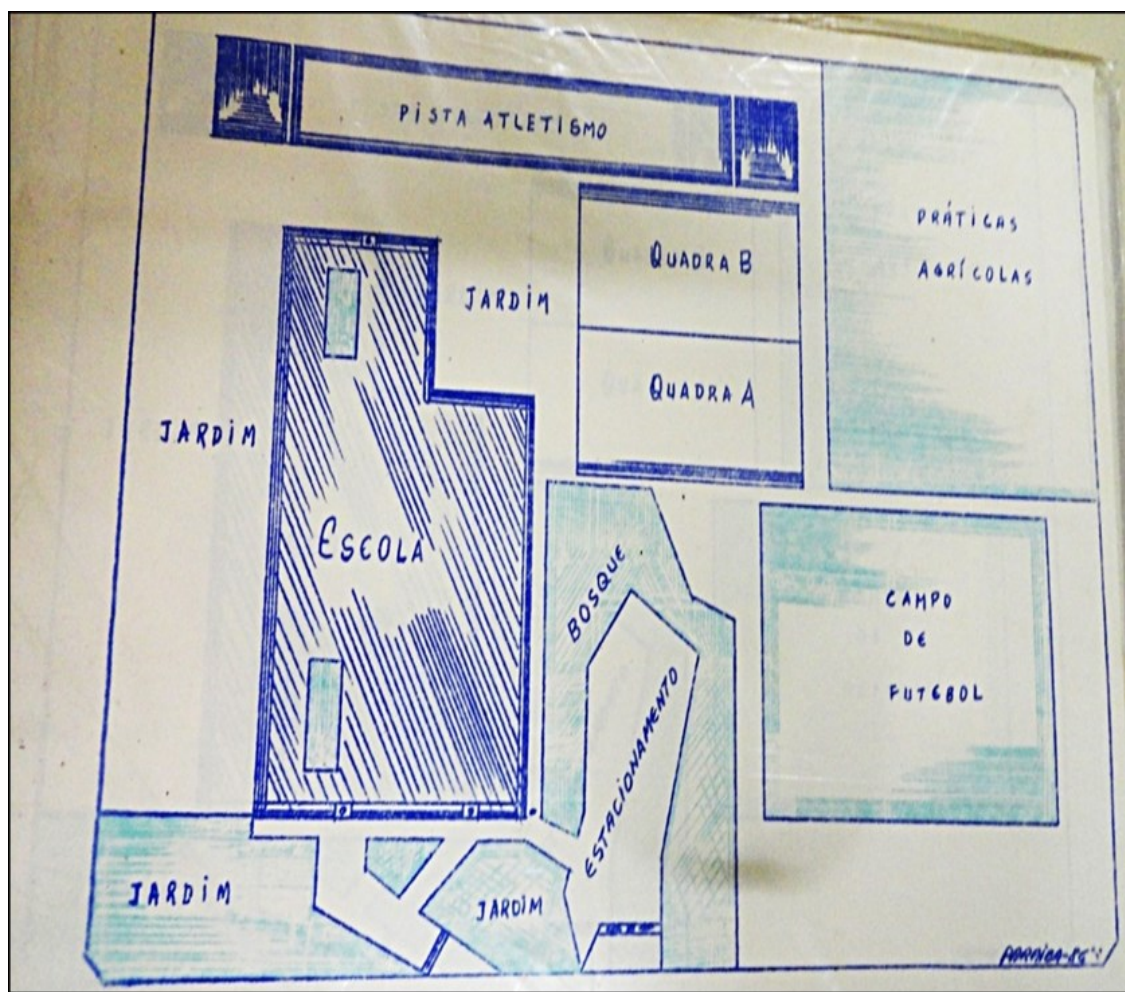 PISTA ATLETISMO
PRÁTICAS
AGRÍCOLAS
QUADRA B
JARDIM
QUADRA A
JARDIM
ESCOLA
BOSQUE
CAMPO
DE
FUTEBOL
ESTACIONAMENTO
JARDIM
JARDIM